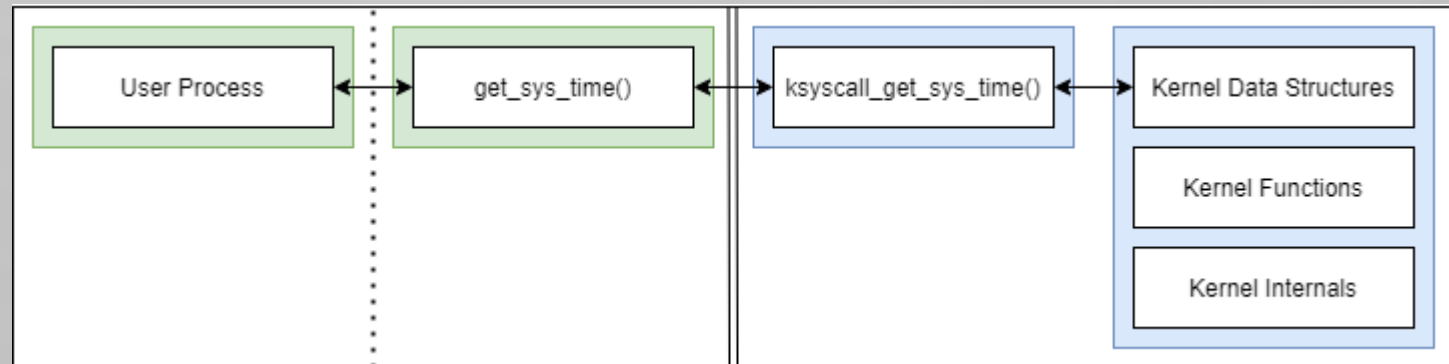 User Process
get_sys_time()
ksyscall_get_sys_time()
Kernel Data Structures
Kernel Functions
Kernel Internals